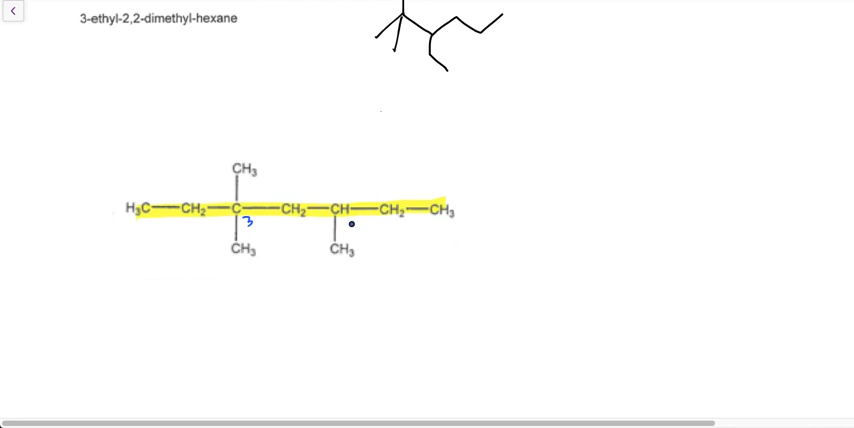 3-ethyl-2,2-dimethyl-hexane
CH₃
H₃C—CH₂—C—CH₂—CH—CH₂—CH₃
3
CH₃ CH₃